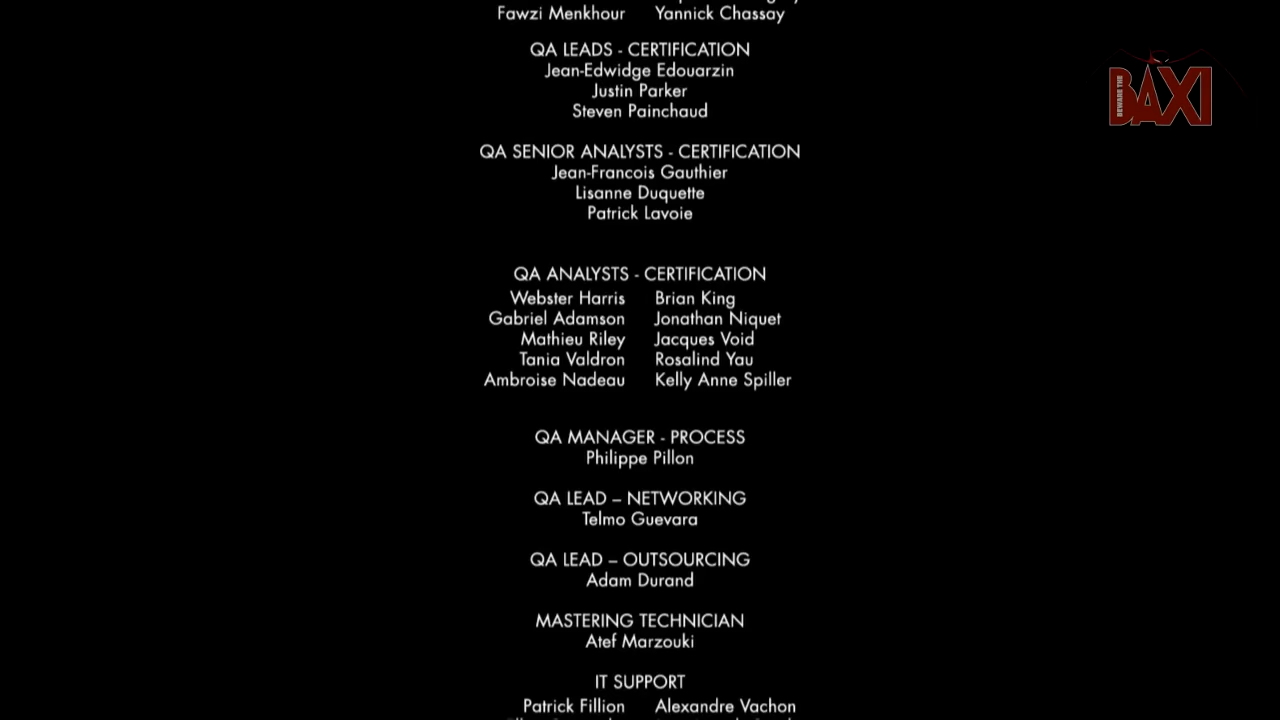 Fawzi Menkhour Yannick Chassay
QA LEADS - CERTIFICATION
Jean-Edwidge Edouarzin
Justin Parker
Steven Painchaud
QA SENIOR ANALYSTS - CERTIFICATION
Jean-Francois Gauthier
Lisanne Duquette
Patrick Lavoie
QA ANALYSTS - CERTIFICATION
Webster Harris Brian King
Gabriel Adamson Jonathan Niquet
Mathieu Riley Jacques Void
Tania Valdron Rosalind Yau
Ambroise Nadeau Kelly Anne Spiller
QA MANAGER - PROCESS
Philippe Pillon
QA LEAD – NETWORKING
Telmo Guevara
QA LEAD – OUTSOURCING
Adam Durand
MASTERING TECHNICIAN
Atef Marzouki
IT SUPPORT
Patrick Fillion Alexandre Vachon
BEWARE THE
BAXI